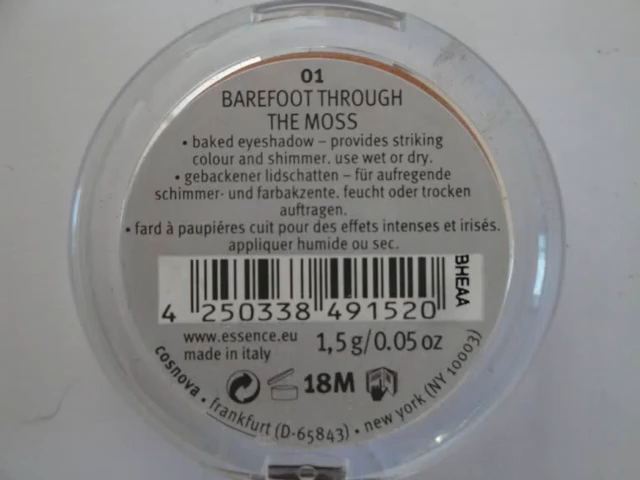 01
BAREFOOT THROUGH
THE MOSS
• baked eyeshadow – provides striking
colour and shimmer. use wet or dry.
• gebackener lidschatten – für aufregende
schimmer- und farbakzente. feucht oder trocken
auftragen.
• fard à paupiéres cuit pour des effets intenses et irisés.
appliquer humide ou sec.
BHEAA
4 250338 491520
www.essence.eu
made in italy
1,5 g/0.05 oz
18M
cosnova • frankfurt (D-65843) • new york (NY 10003)